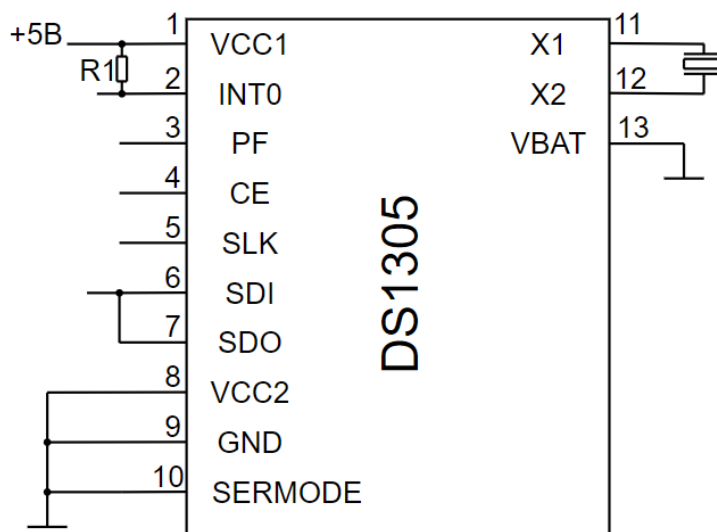 +5В 1 VCC1 X1 11
R1 2 INT0 X2 12
3 PF VBAT 13
4 CE
5 SLK
6 SDI
7 SDO
8 VCC2
9 GND
10 SERMODE
DS1305